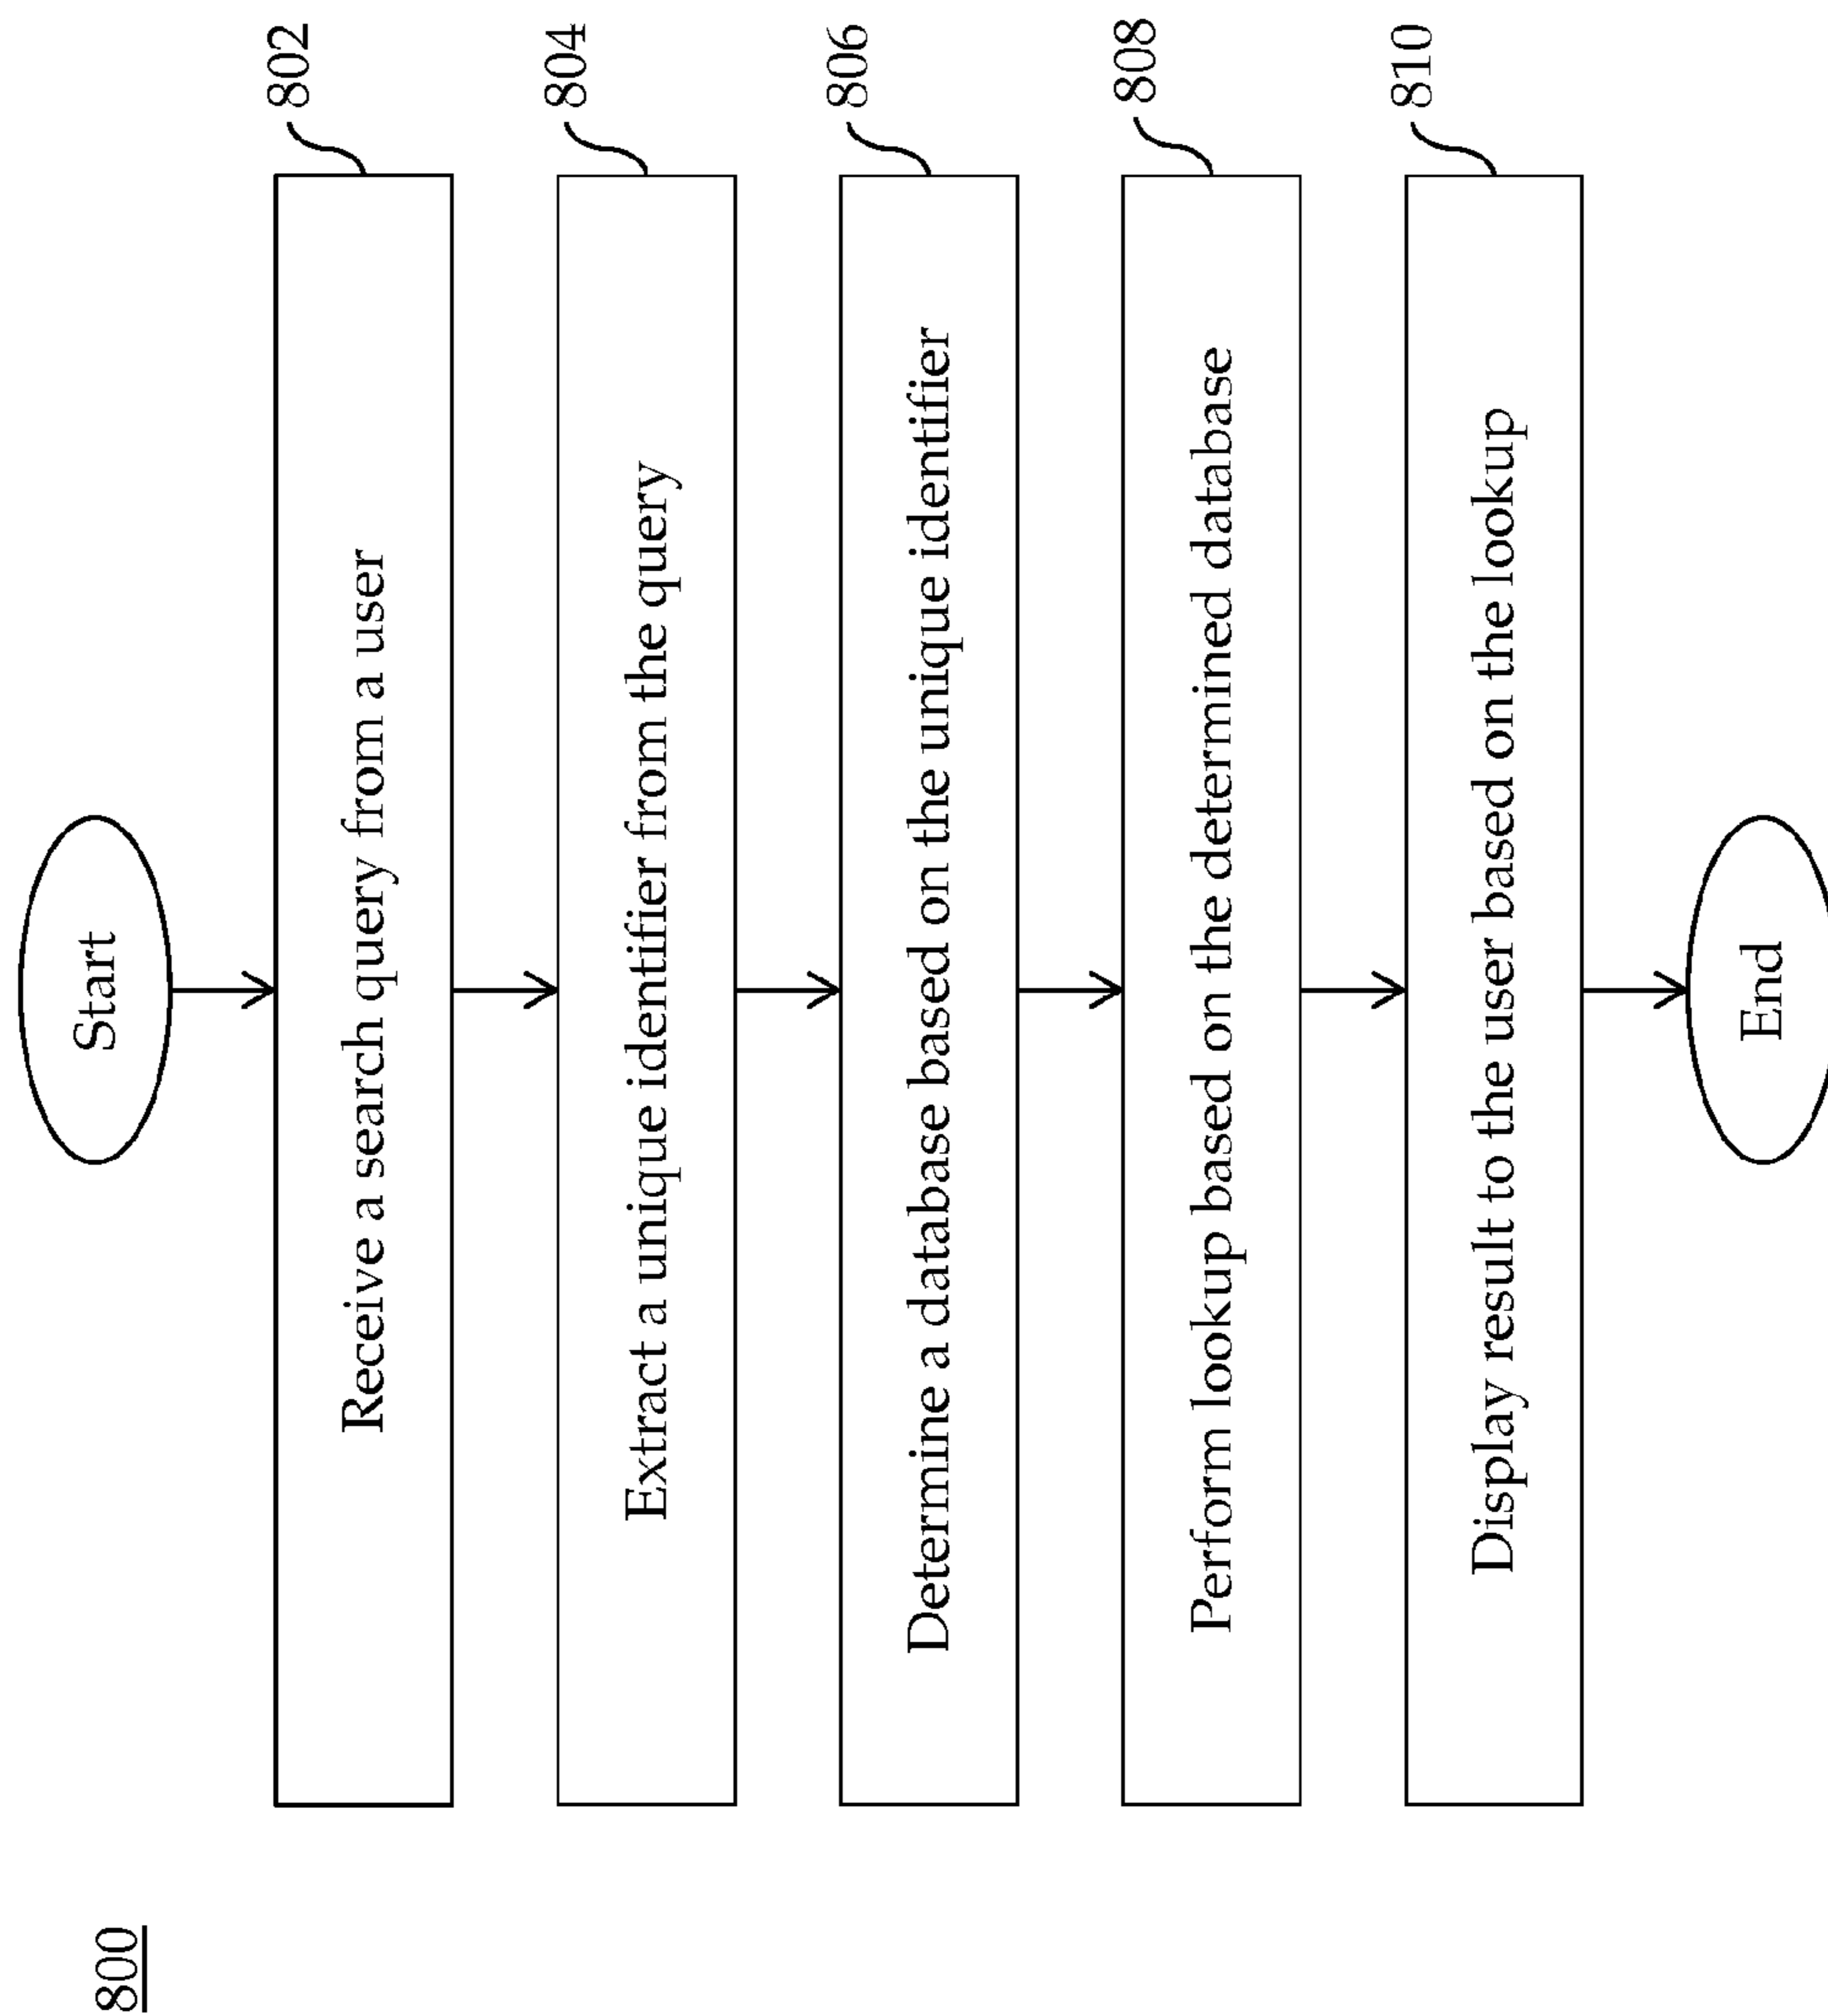 800
Start
Receive a search query from a user
802
Extract a unique identifier from the query
804
Determine a database based on the unique identifier
806
Perform lookup based on the determined database
808
Display result to the user based on the lookup
810
End